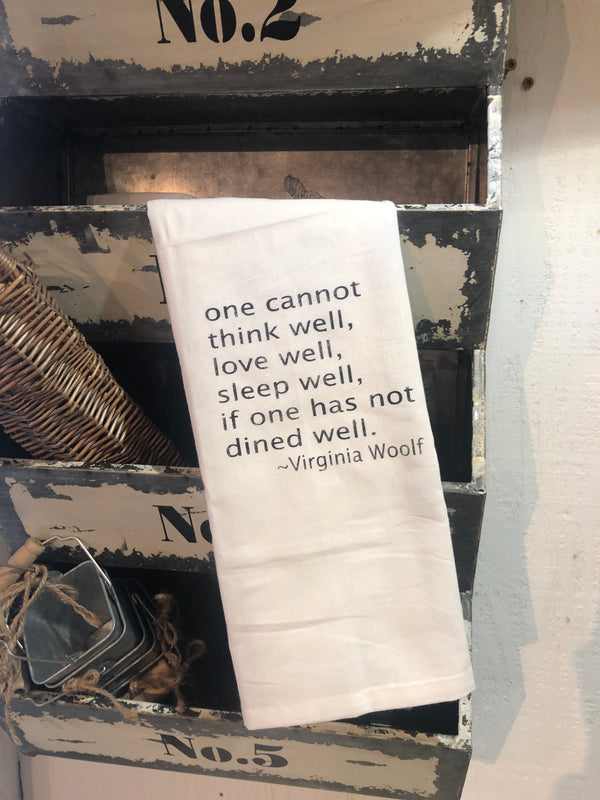 No.2
one cannot
think well,
love well,
sleep well,
if one has not
dined well.
~Virginia Woolf
No.5